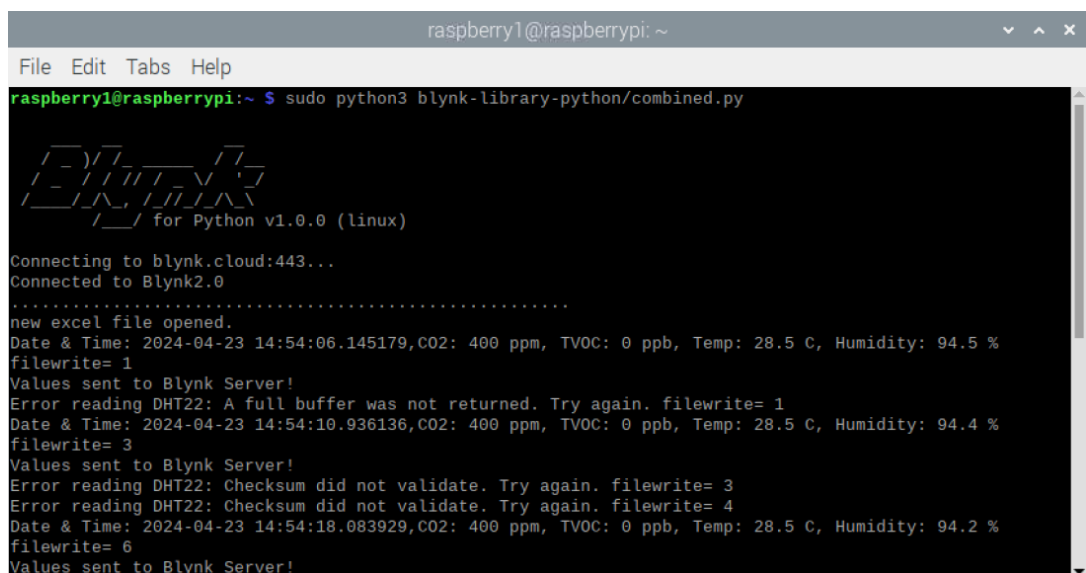 raspberry1@raspberrypi: ~
File Edit Tabs Help
raspberry1@raspberrypi:~ $ sudo python3 blynk-library-python/combined.py
Blynk
for Python v1.0.0 (linux)
Connecting to blynk.cloud:443...
Connected to Blynk2.0
......................................................
new excel file opened.
Date & Time: 2024-04-23 14:54:06.145179,CO2: 400 ppm, TVOC: 0 ppb, Temp: 28.5 C, Humidity: 94.5 %
filewrite= 1
Values sent to Blynk Server!
Error reading DHT22: A full buffer was not returned. Try again. filewrite= 1
Date & Time: 2024-04-23 14:54:10.936136,CO2: 400 ppm, TVOC: 0 ppb, Temp: 28.5 C, Humidity: 94.4 %
filewrite= 3
Values sent to Blynk Server!
Error reading DHT22: Checksum did not validate. Try again. filewrite= 3
Error reading DHT22: Checksum did not validate. Try again. filewrite= 4
Date & Time: 2024-04-23 14:54:18.083929,CO2: 400 ppm, TVOC: 0 ppb, Temp: 28.5 C, Humidity: 94.2 %
filewrite= 6
Values sent to Blynk Server!